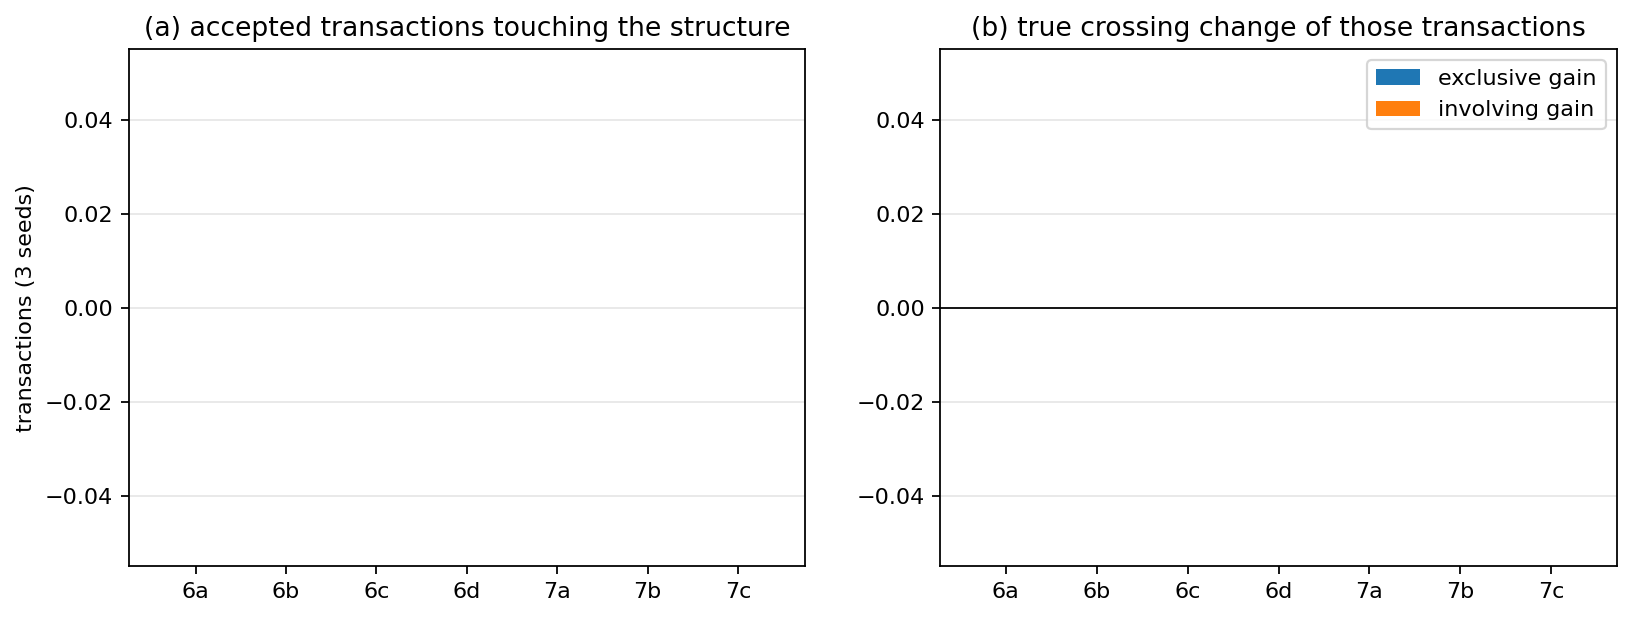 (a) accepted transactions touching the structure
transactions (3 seeds)
0.04
0.02
0.00
−0.02
−0.04
6a 6b 6c 6d 7a 7b 7c
(b) true crossing change of those transactions
exclusive gain
involving gain
0.04
0.02
0.00
−0.02
−0.04
6a 6b 6c 6d 7a 7b 7c